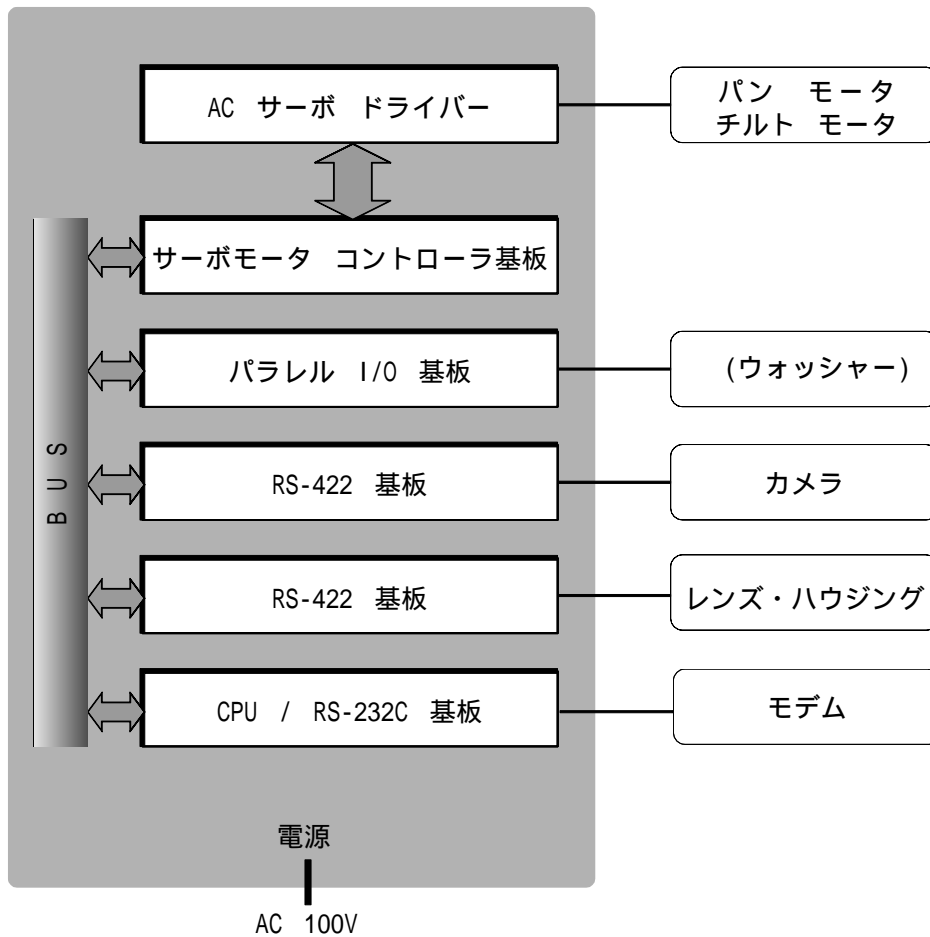 AC サーボ ドライバー
パン モータ
チルト モータ
サーボモータ コントローラ基板
パラレル I/O 基板
(ウォッシャー)
BUS
RS-422 基板
カメラ
RS-422 基板
レンズ・ハウジング
CPU / RS-232C 基板
モデム
電源
AC 100V